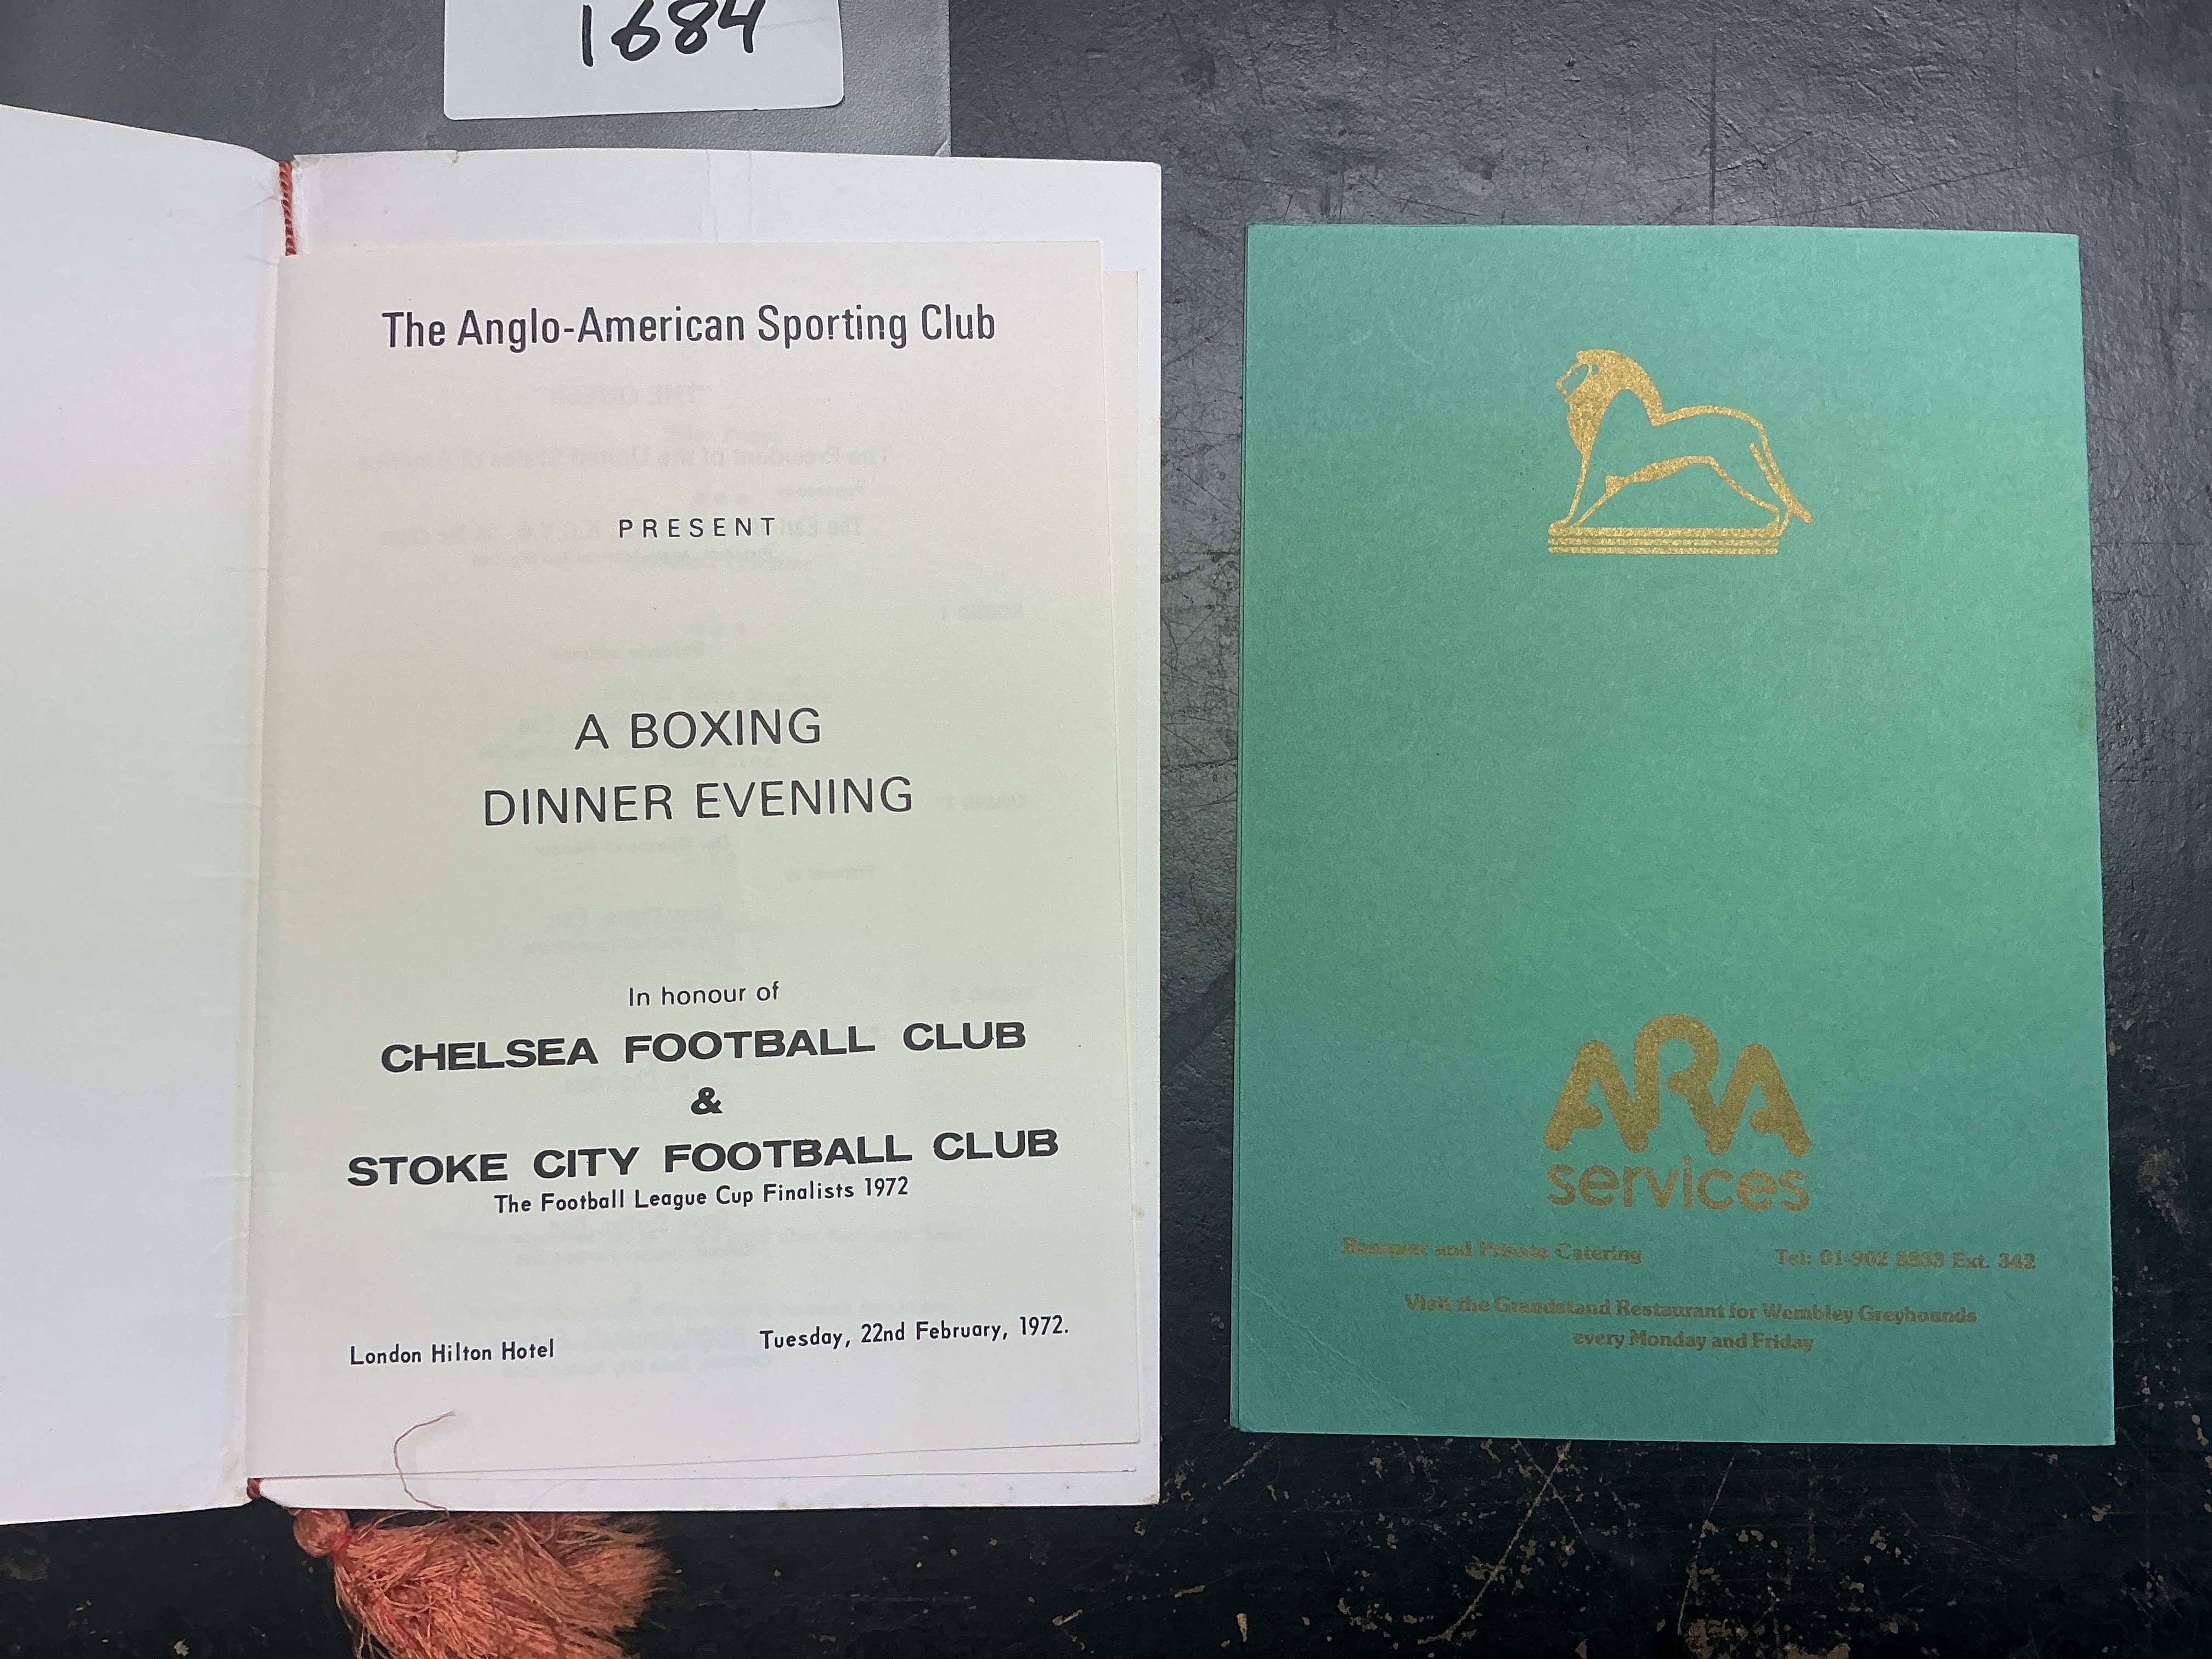 1684
The Anglo-American Sporting Club
PRESENT
A BOXING
DINNER EVENING
In honour of
CHELSEA FOOTBALL CLUB
&
STOKE CITY FOOTBALL CLUB
The Football League Cup Finalists 1972
London Hilton Hotel
Tuesday, 22nd February, 1972.
ARA
services
Banquet and Private Catering
Tel: 01-902 8833 Ext. 342
Visit the Grandstand Restaurant for Wembley Greyhounds
every Monday and Friday